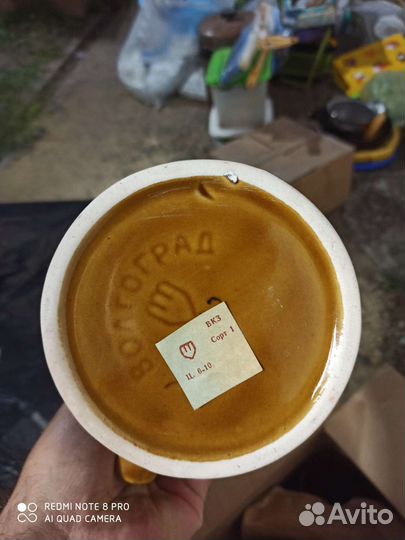 ВОЛГОГРАД
ВКЗ
Сорт 1
Ц. 6-10
REDMI NOTE 8 PRO
AI QUAD CAMERA
Avito